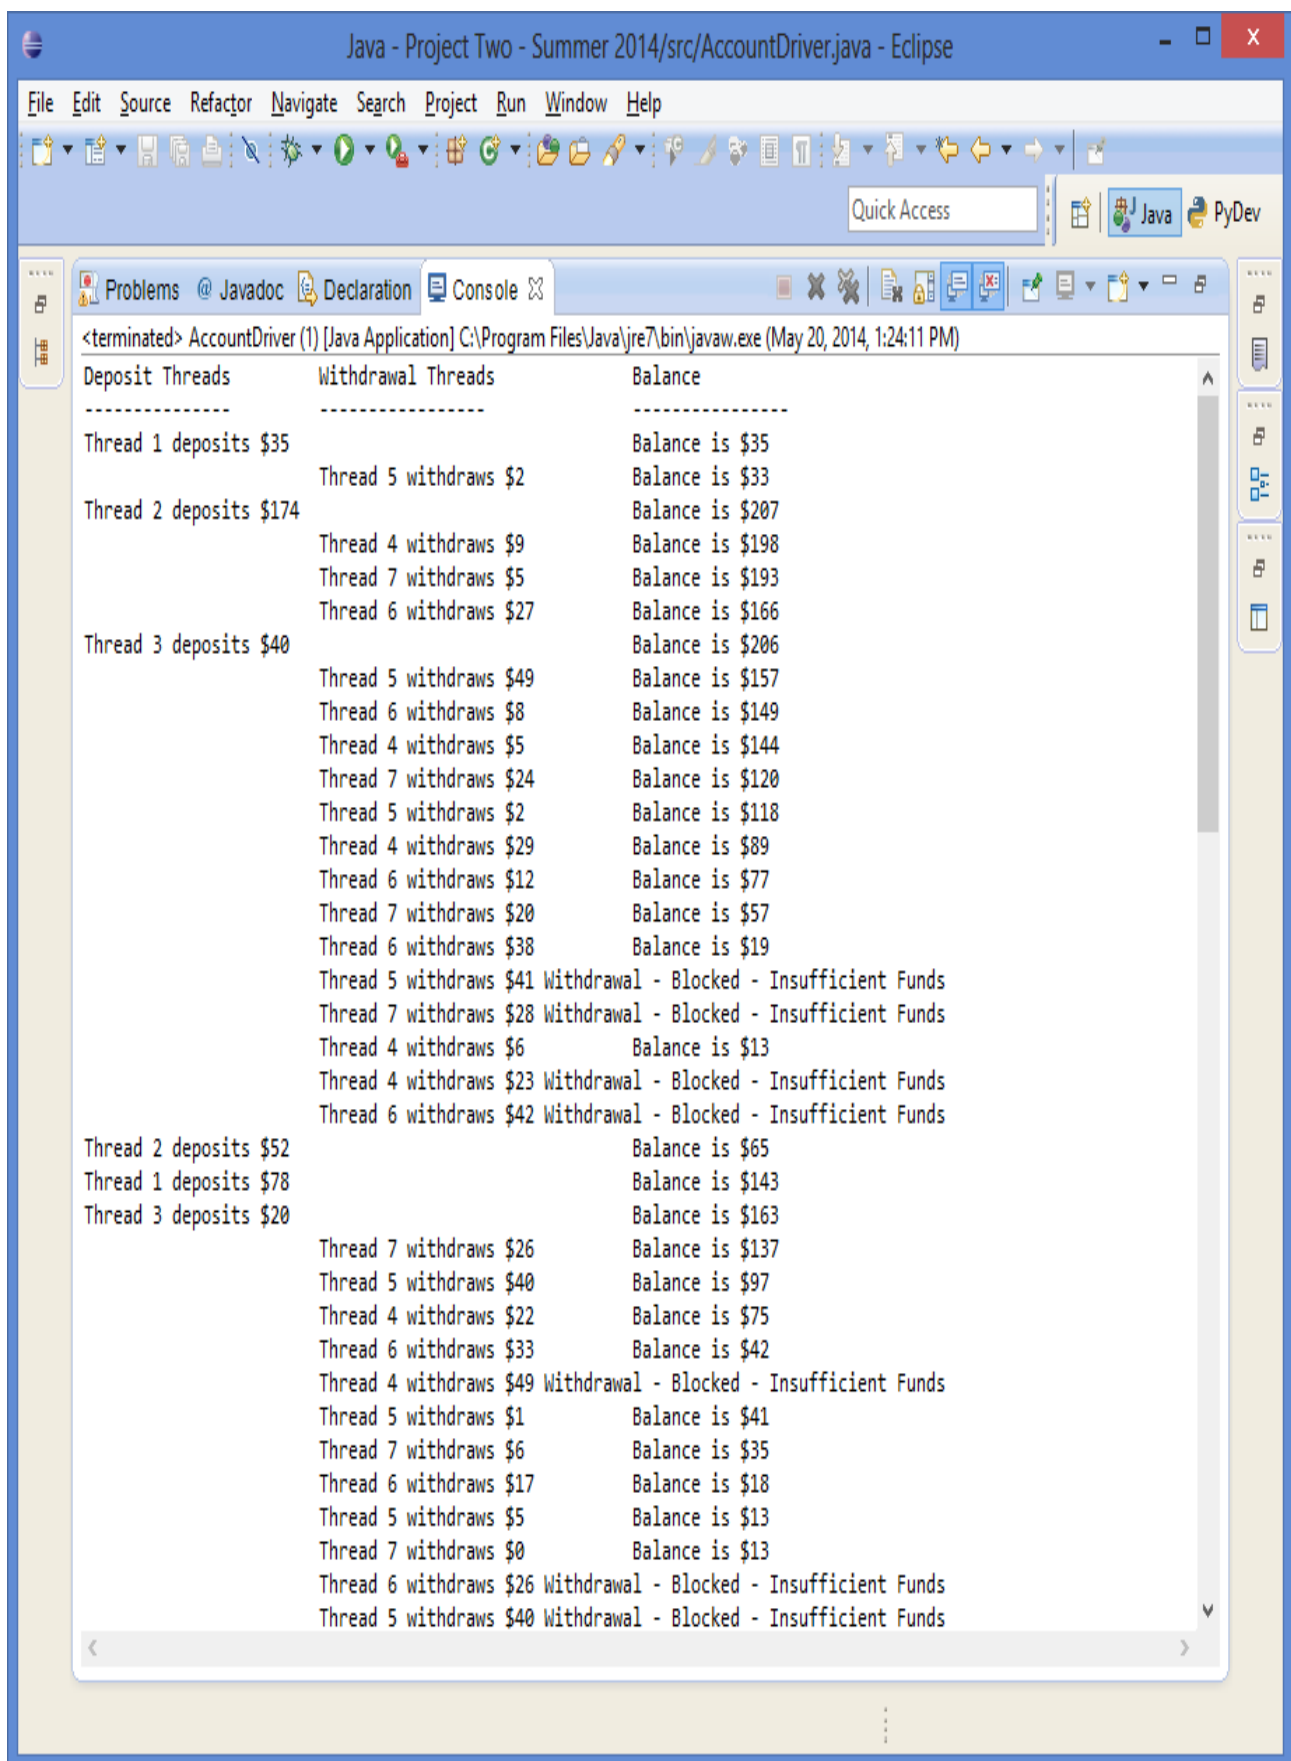 Java - Project Two - Summer 2014/src/AccountDriver.java - Eclipse
File Edit Source Refactor Navigate Search Project Run Window Help
Quick Access Java PyDev
Problems @ Javadoc Declaration Console
<terminated> AccountDriver (1) [Java Application] C:\Program Files\Java\jre7\bin\javaw.exe (May 20, 2014, 1:24:11 PM)
Deposit Threads Withdrawal Threads Balance
--------------- ----------------- ----------------
Thread 1 deposits $35 Balance is $35
Thread 5 withdraws $2 Balance is $33
Thread 2 deposits $174 Balance is $207
Thread 4 withdraws $9 Balance is $198
Thread 7 withdraws $5 Balance is $193
Thread 6 withdraws $27 Balance is $166
Thread 3 deposits $40 Balance is $206
Thread 5 withdraws $49 Balance is $157
Thread 6 withdraws $8 Balance is $149
Thread 4 withdraws $5 Balance is $144
Thread 7 withdraws $24 Balance is $120
Thread 5 withdraws $2 Balance is $118
Thread 4 withdraws $29 Balance is $89
Thread 6 withdraws $12 Balance is $77
Thread 7 withdraws $20 Balance is $57
Thread 6 withdraws $38 Balance is $19
Thread 5 withdraws $41 Withdrawal - Blocked - Insufficient Funds
Thread 7 withdraws $28 Withdrawal - Blocked - Insufficient Funds
Thread 4 withdraws $6 Balance is $13
Thread 4 withdraws $23 Withdrawal - Blocked - Insufficient Funds
Thread 6 withdraws $42 Withdrawal - Blocked - Insufficient Funds
Thread 2 deposits $52 Balance is $65
Thread 1 deposits $78 Balance is $143
Thread 3 deposits $20 Balance is $163
Thread 7 withdraws $26 Balance is $137
Thread 5 withdraws $40 Balance is $97
Thread 4 withdraws $22 Balance is $75
Thread 6 withdraws $33 Balance is $42
Thread 4 withdraws $49 Withdrawal - Blocked - Insufficient Funds
Thread 5 withdraws $1 Balance is $41
Thread 7 withdraws $6 Balance is $35
Thread 6 withdraws $17 Balance is $18
Thread 5 withdraws $5 Balance is $13
Thread 7 withdraws $0 Balance is $13
Thread 6 withdraws $26 Withdrawal - Blocked - Insufficient Funds
Thread 5 withdraws $40 Withdrawal - Blocked - Insufficient Funds